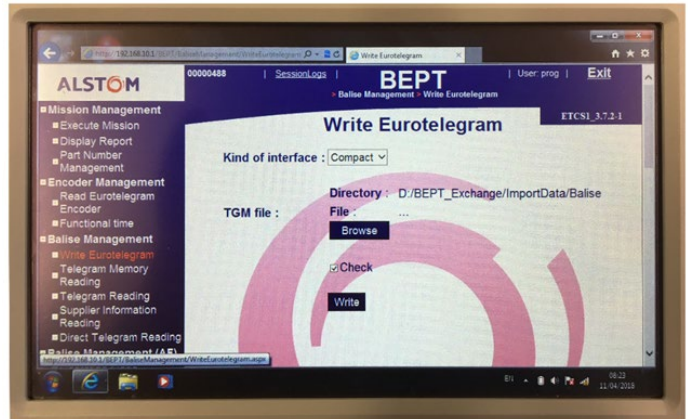 http://192.168.10.1/BEPT/BaliseManagement/WriteEurotelegram
Write Eurotelegram
ALSTOM
00000488 | SessionLogs |
BEPT
| User: prog | Exit
> Balise Management > Write Eurotelegram
ETCS1_3.7.2-1
Mission Management
Execute Mission
Display Report
Part Number
Management
Encoder Management
Read Eurotelegram
Encoder
Functional time
Balise Management
Write Eurotelegram
Telegram Memory
Reading
Telegram Reading
Supplier Information
Reading
Direct Telegram Reading
Balise Management (AF)
Write Eurotelegram
Kind of interface : Compact
Directory : D:/BEPT_Exchange/ImportData/Balise
TGM file : File : ...
Browse
Check
Write
http://192.168.10.1/BEPT/BaliseManagement/WriteEurotelegram.aspx
EN
08:23
11/04/2018